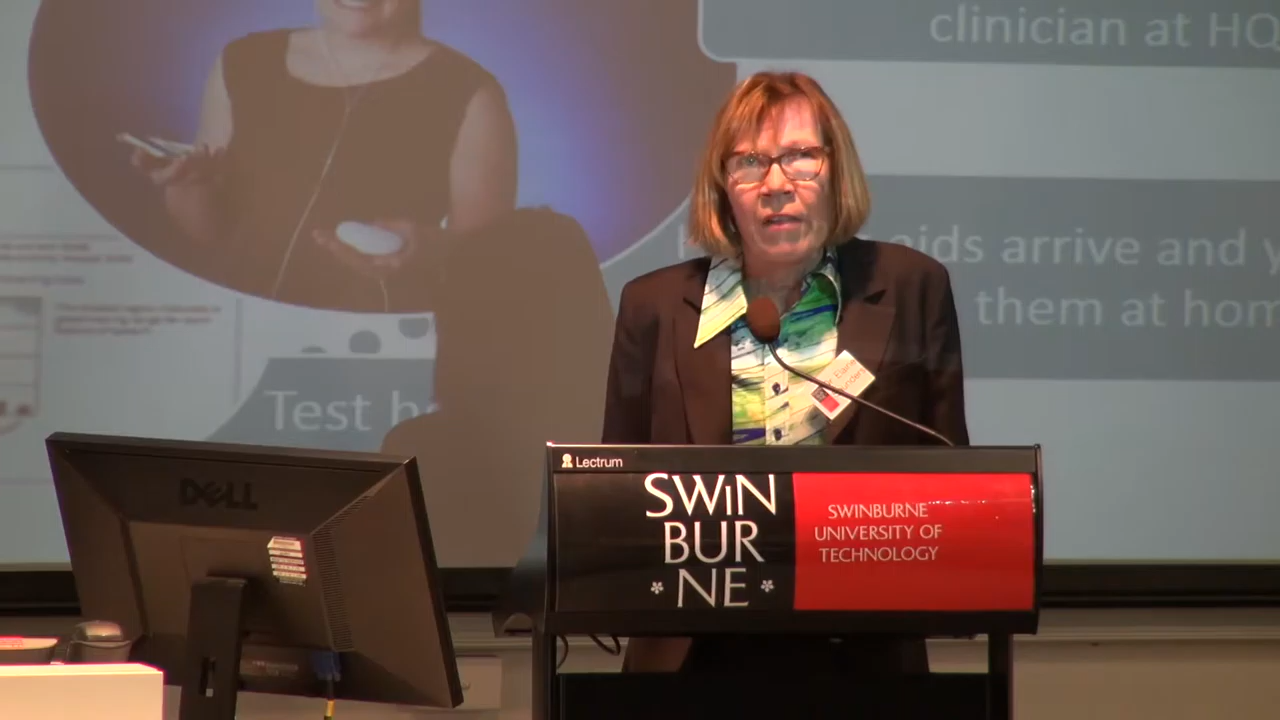 clinician at HQ
aids arrive and y
them at hom
Test h
DELL
Elaine
Lectrum
SWiN
BUR
NE
SWINBURNE
UNIVERSITY OF
TECHNOLOGY